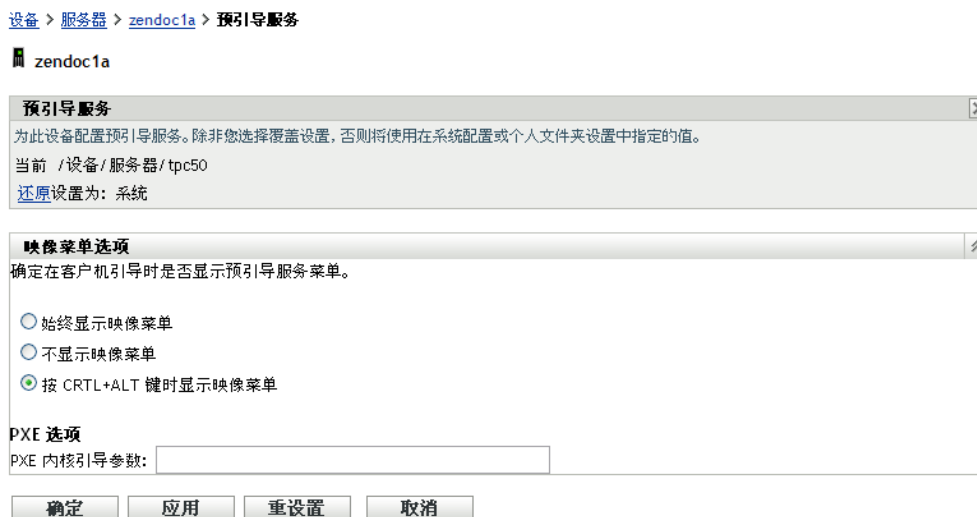 设备 > 服务器 > zendoc1a > 预引导服务
zendoc1a
预引导服务
为此设备配置预引导服务。除非您选择覆盖设置, 否则将使用在系统配置或个人文件夹设置中指定的值。
当前 /设备/服务器/tpc50
还原设置为: 系统
映像菜单选项
确定在客户机引导时是否显示预引导服务菜单。
始终显示映像菜单
不显示映像菜单
按 CRTL+ALT 键时显示映像菜单
PXE 选项
PXE 内核引导参数:
确定 应用 重设置 取消